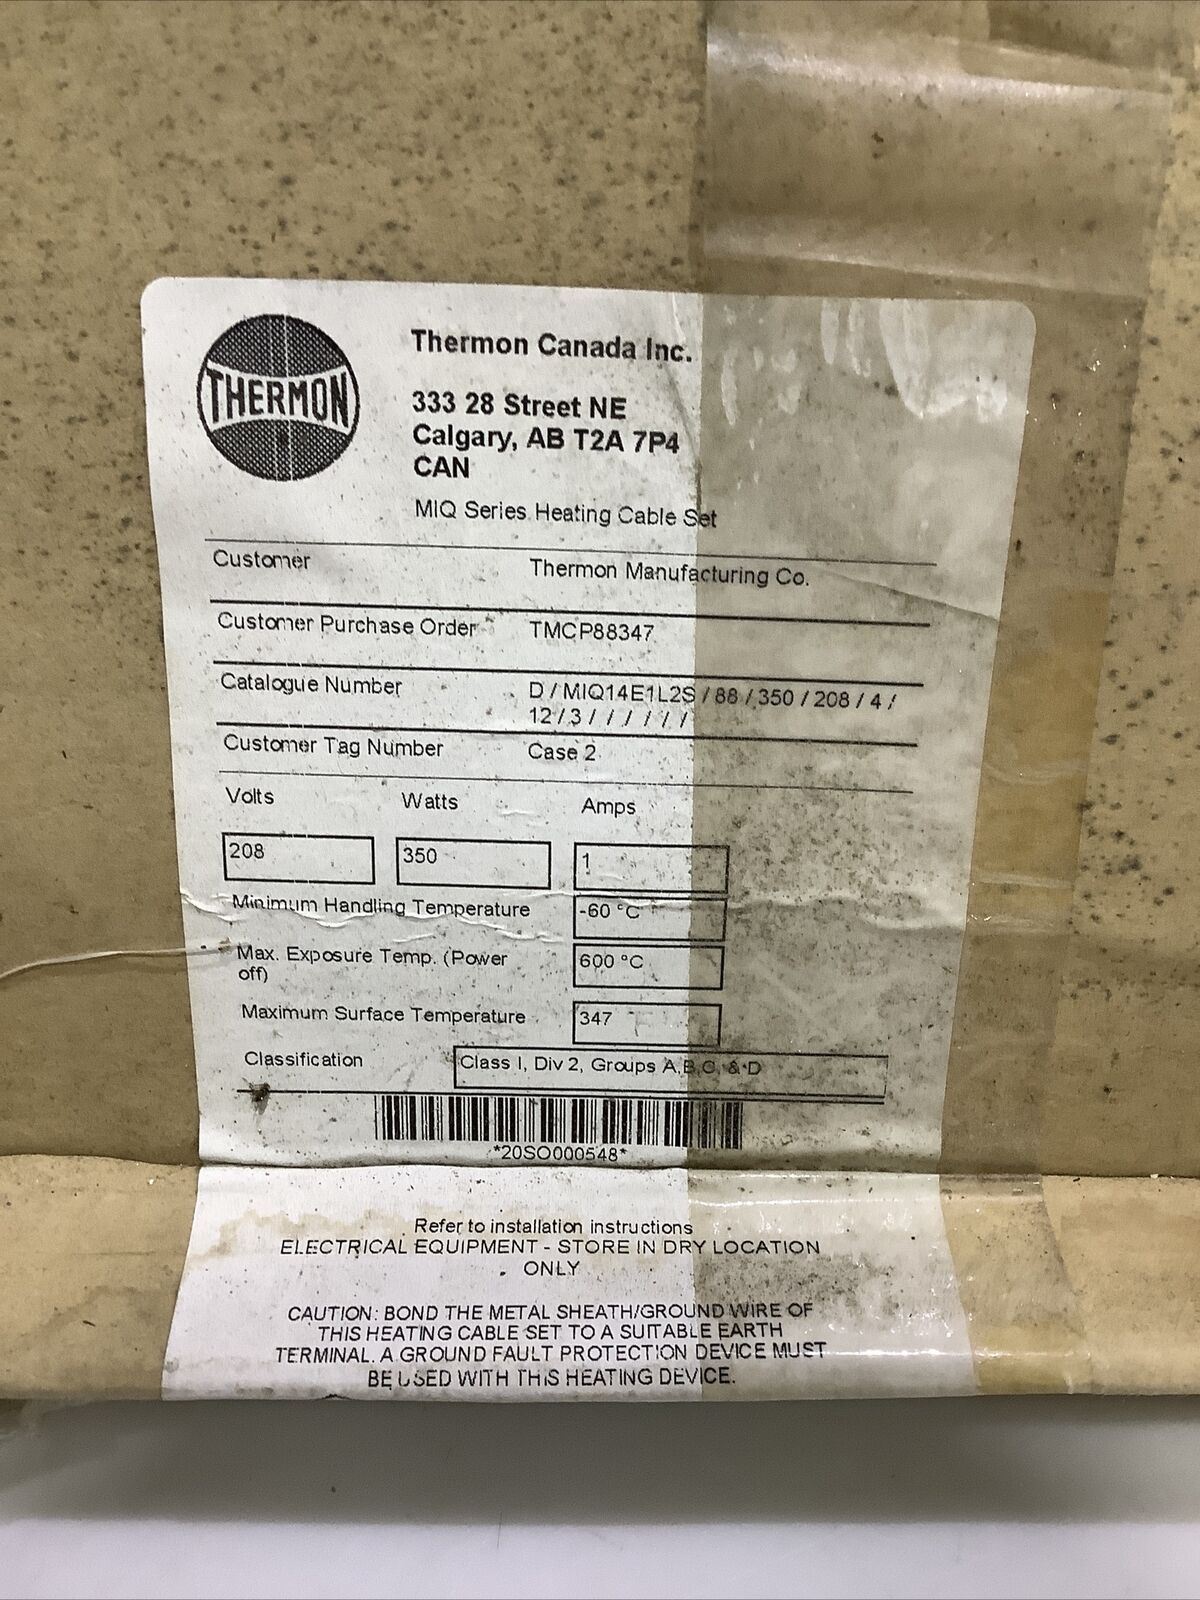 THERMON
Thermon Canada Inc.
333 28 Street NE
Calgary, AB T2A 7P4
CAN
MIQ Series Heating Cable Set
Customer Thermon Manufacturing Co.
Customer Purchase Order TMCP88347
Catalogue Number D / MIQ14E1L2S / 88 / 350 / 208 / 4 /
12 / 3 / / / / / /
Customer Tag Number Case 2
Volts Watts Amps
208 350 1
Minimum Handling Temperature -60 °C
Max. Exposure Temp. (Power
off) 600 °C
Maximum Surface Temperature 347
Classification Class I, Div 2, Groups A,B,C, & D
*20SO000548*
Refer to installation instructions
ELECTRICAL EQUIPMENT - STORE IN DRY LOCATION
ONLY
CAUTION: BOND THE METAL SHEATH/GROUND WIRE OF
THIS HEATING CABLE SET TO A SUITABLE EARTH
TERMINAL. A GROUND FAULT PROTECTION DEVICE MUST
BE USED WITH THIS HEATING DEVICE.